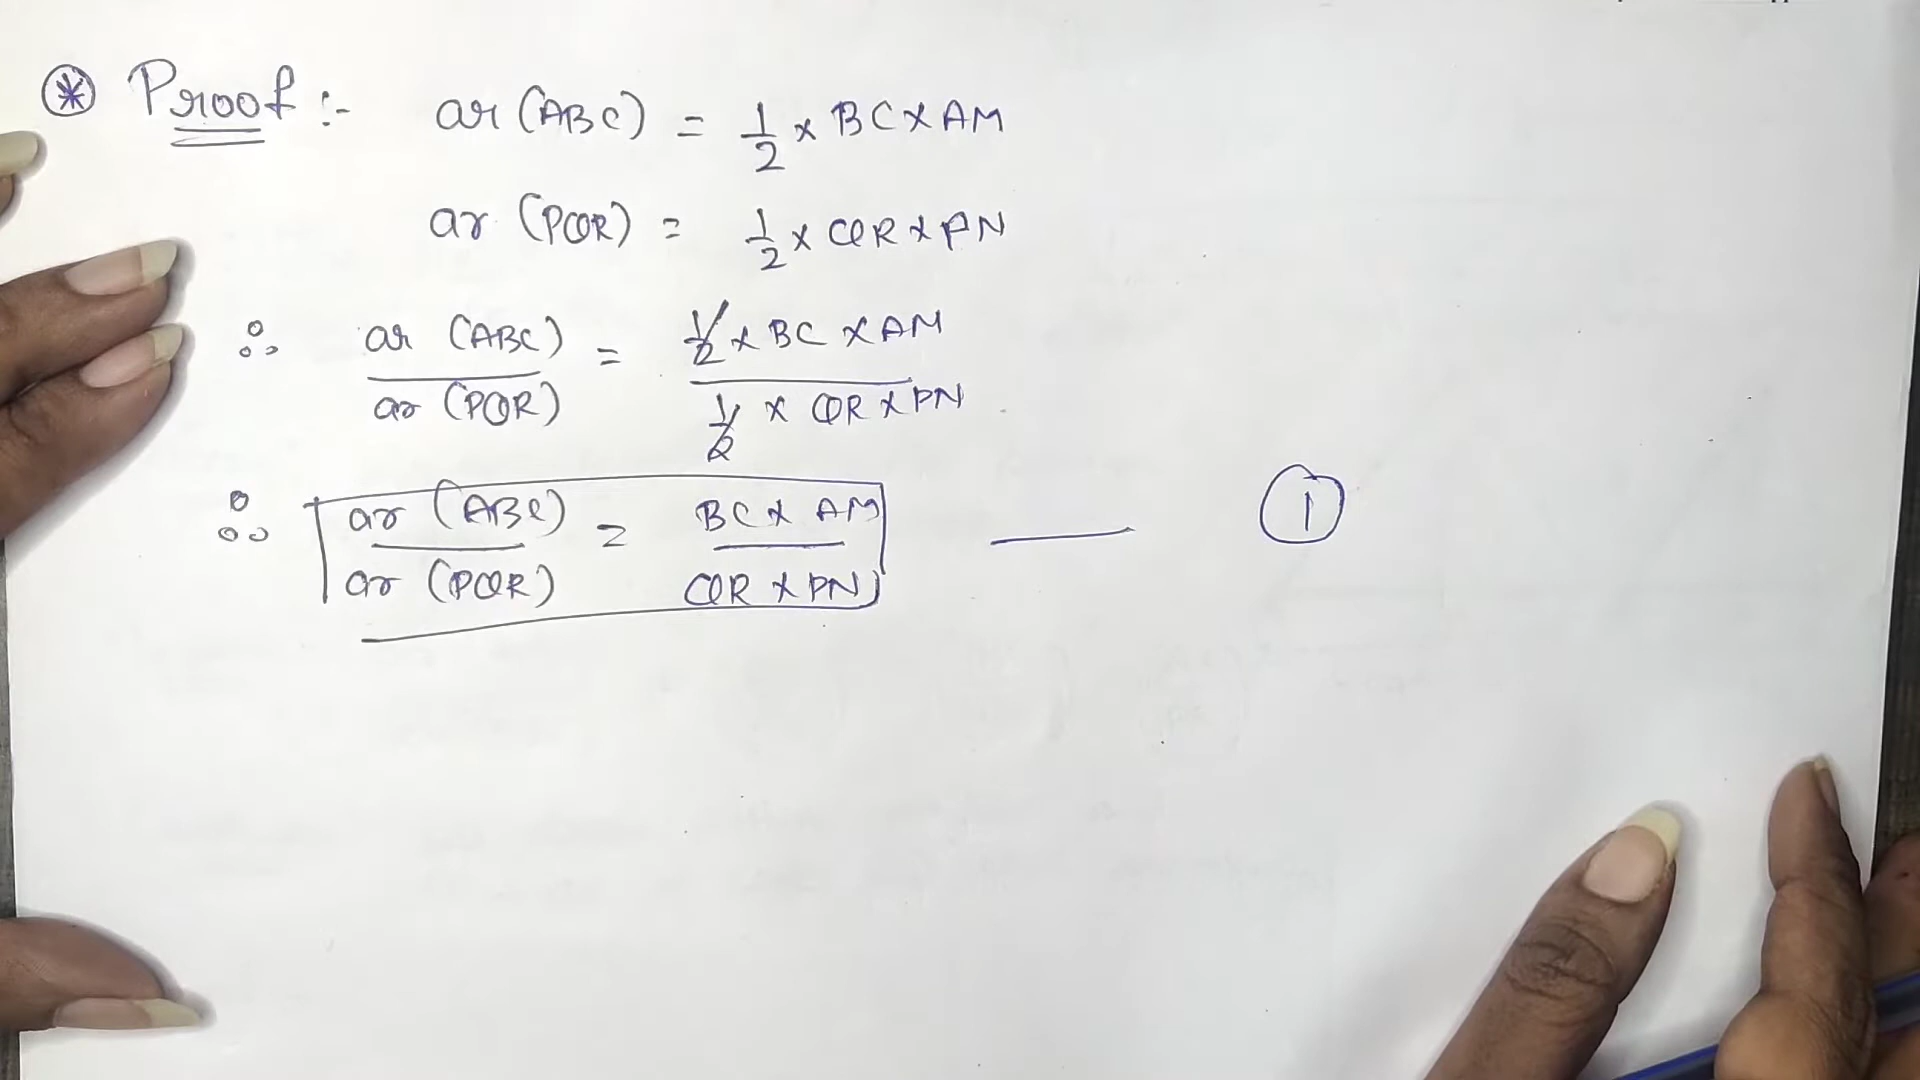 ⊛ Proof :- ar (ABC) = 1/2 × BC × AM
ar (PQR) = 1/2 × QR × PN
∴ ar (ABC) / ar (PQR) = 1/2 × BC × AM / 1/2 × QR × PN
∴ ar (ABC) / ar (PQR) = BC × AM / QR × PN — ①